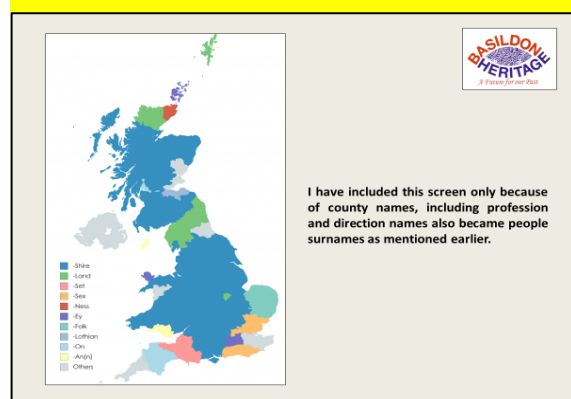 BASILDON
HERITAGE
A Future for our Past
I have included this screen only because
of county names, including profession
and direction names also became people
surnames as mentioned earlier.
-Shire
-Land
-Set
-Sex
-Ness
-Ey
-Folk
-Lothian
-On
-An(n)
Others